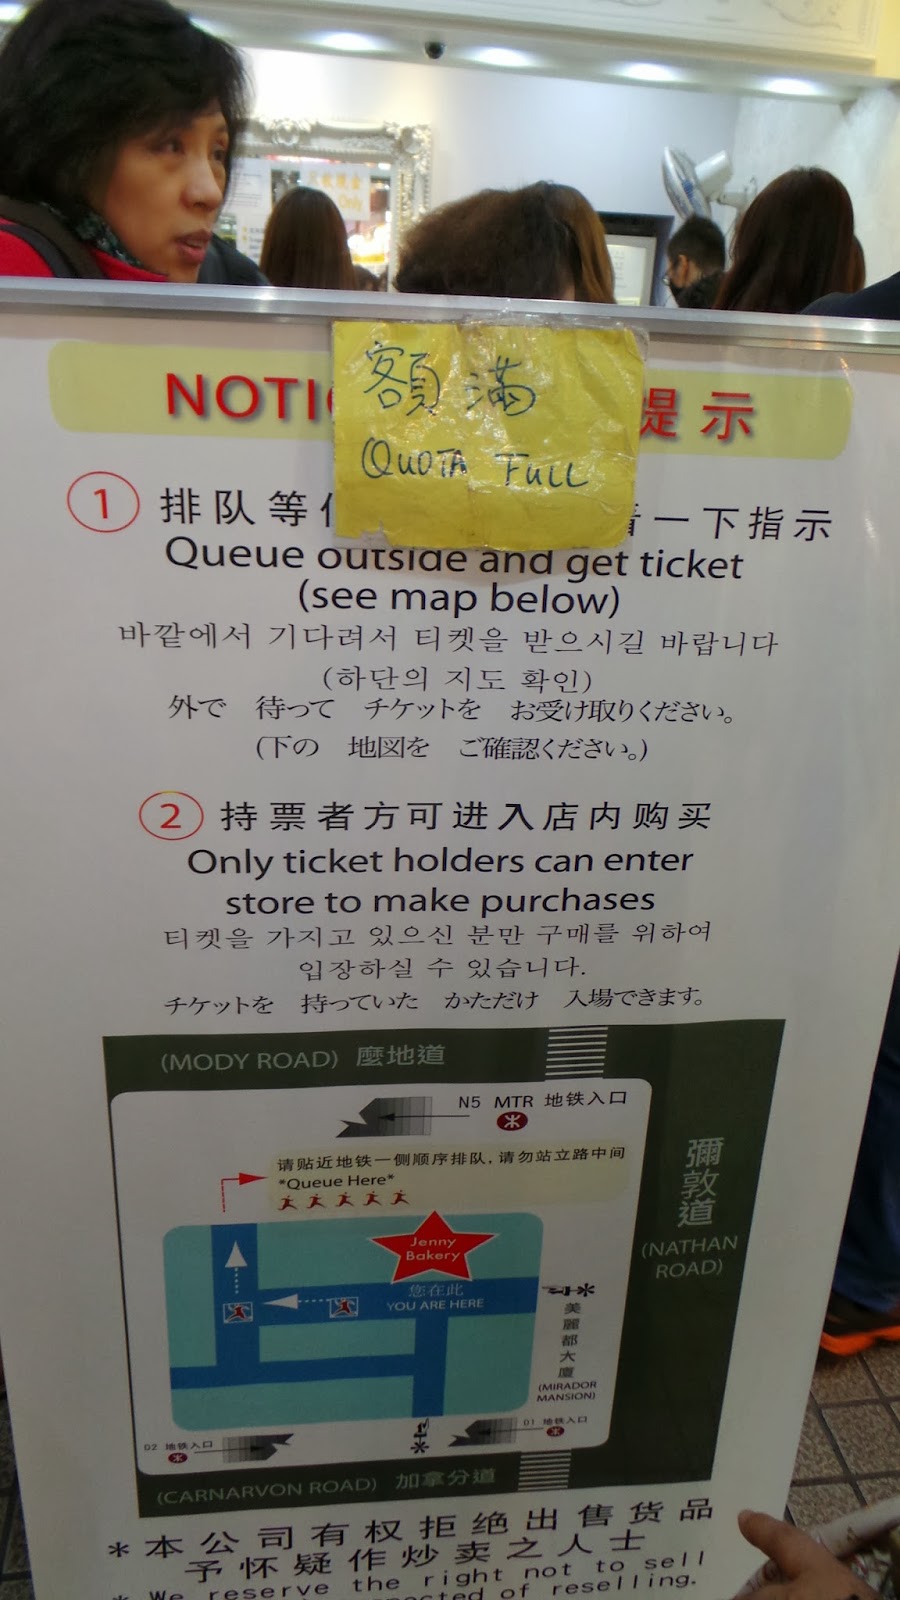 额满
QUOTA FULL
NOTI 提示
1 排队等 一下指示
Queue outside and get ticket
(see map below)
바깥에서 기다려서 티켓을 받으시길 바랍니다
(하단의 지도 확인)
外で 待って チケットを お受け取りください。
(下の 地図を ご確認ください。)
2 持票者方可进入店内购买
Only ticket holders can enter
store to make purchases
티켓을 가지고 있으신 분만 구매를 위하여
입장하실 수 있습니다.
チケットを 持っていた かただけ 入場できます。
(MODY ROAD) 麼地道
N5 MTR 地铁入口
请贴近地铁一侧顺序排队,请勿站立路中间
*Queue Here*
Jenny
Bakery
您在此
YOU ARE HERE
彌敦道
(NATHAN
ROAD)
美麗都大廈
(MIRADOR
MANSION)
D2 地铁入口
D1 地铁入口
(CARNARVON ROAD) 加拿分道
*本公司有权拒绝出售货品
予怀疑作炒卖之人士
* We reserve the right not to sell
of reselling.
Only